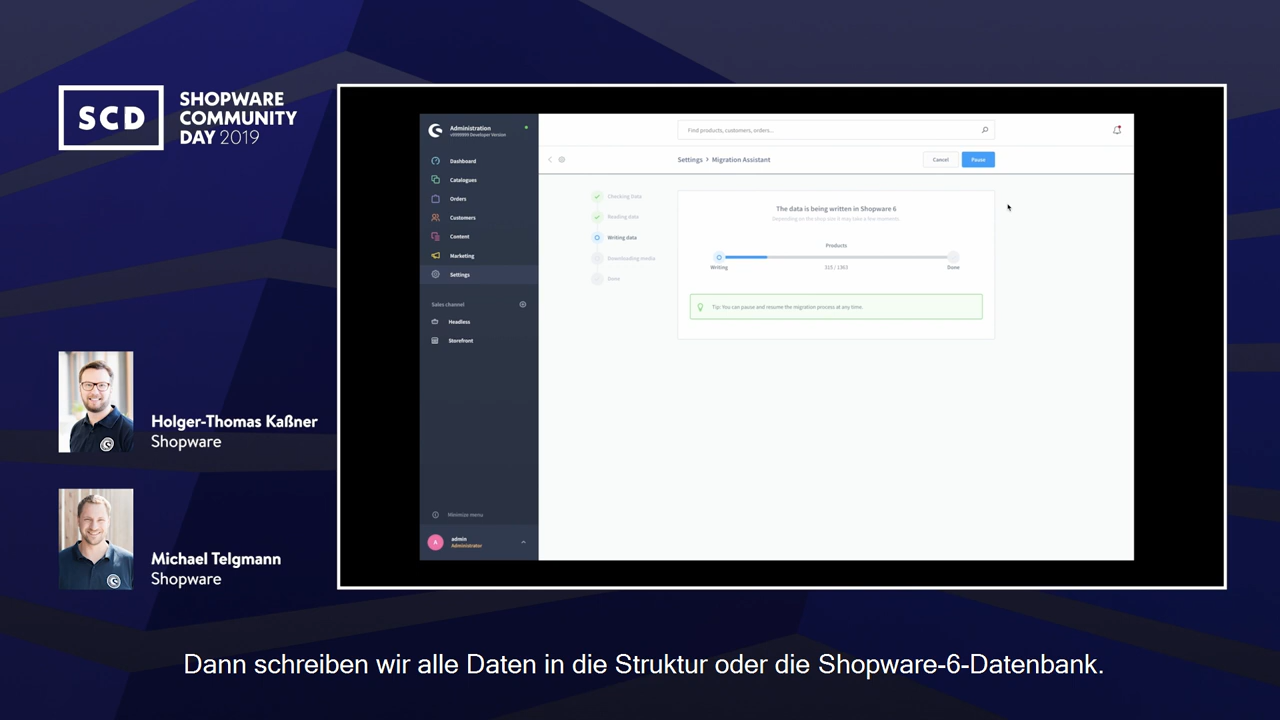 SCD
SHOPWARE
COMMUNITY
DAY 2019
Administration
Developer Version
Find products, customers, orders...
Dashboard
Catalogues
Orders
Customers
Content
Marketing
Settings
Sales channel
Headless
Storefront
Minimize menu
A
admin
Administrator
Settings > Migration Assistant
Cancel
Pause
Checking Data
Reading data
Writing data
Downloading media
Done
The data is being written in Shopware 6
Depending on the shop size it may take a few moments.
Products
Writing
315 / 1363
Done
Tip: You can pause and resume the migration process at any time.
Holger-Thomas Kaßner
Shopware
Michael Telgmann
Shopware
Dann schreiben wir alle Daten in die Struktur oder die Shopware-6-Datenbank.